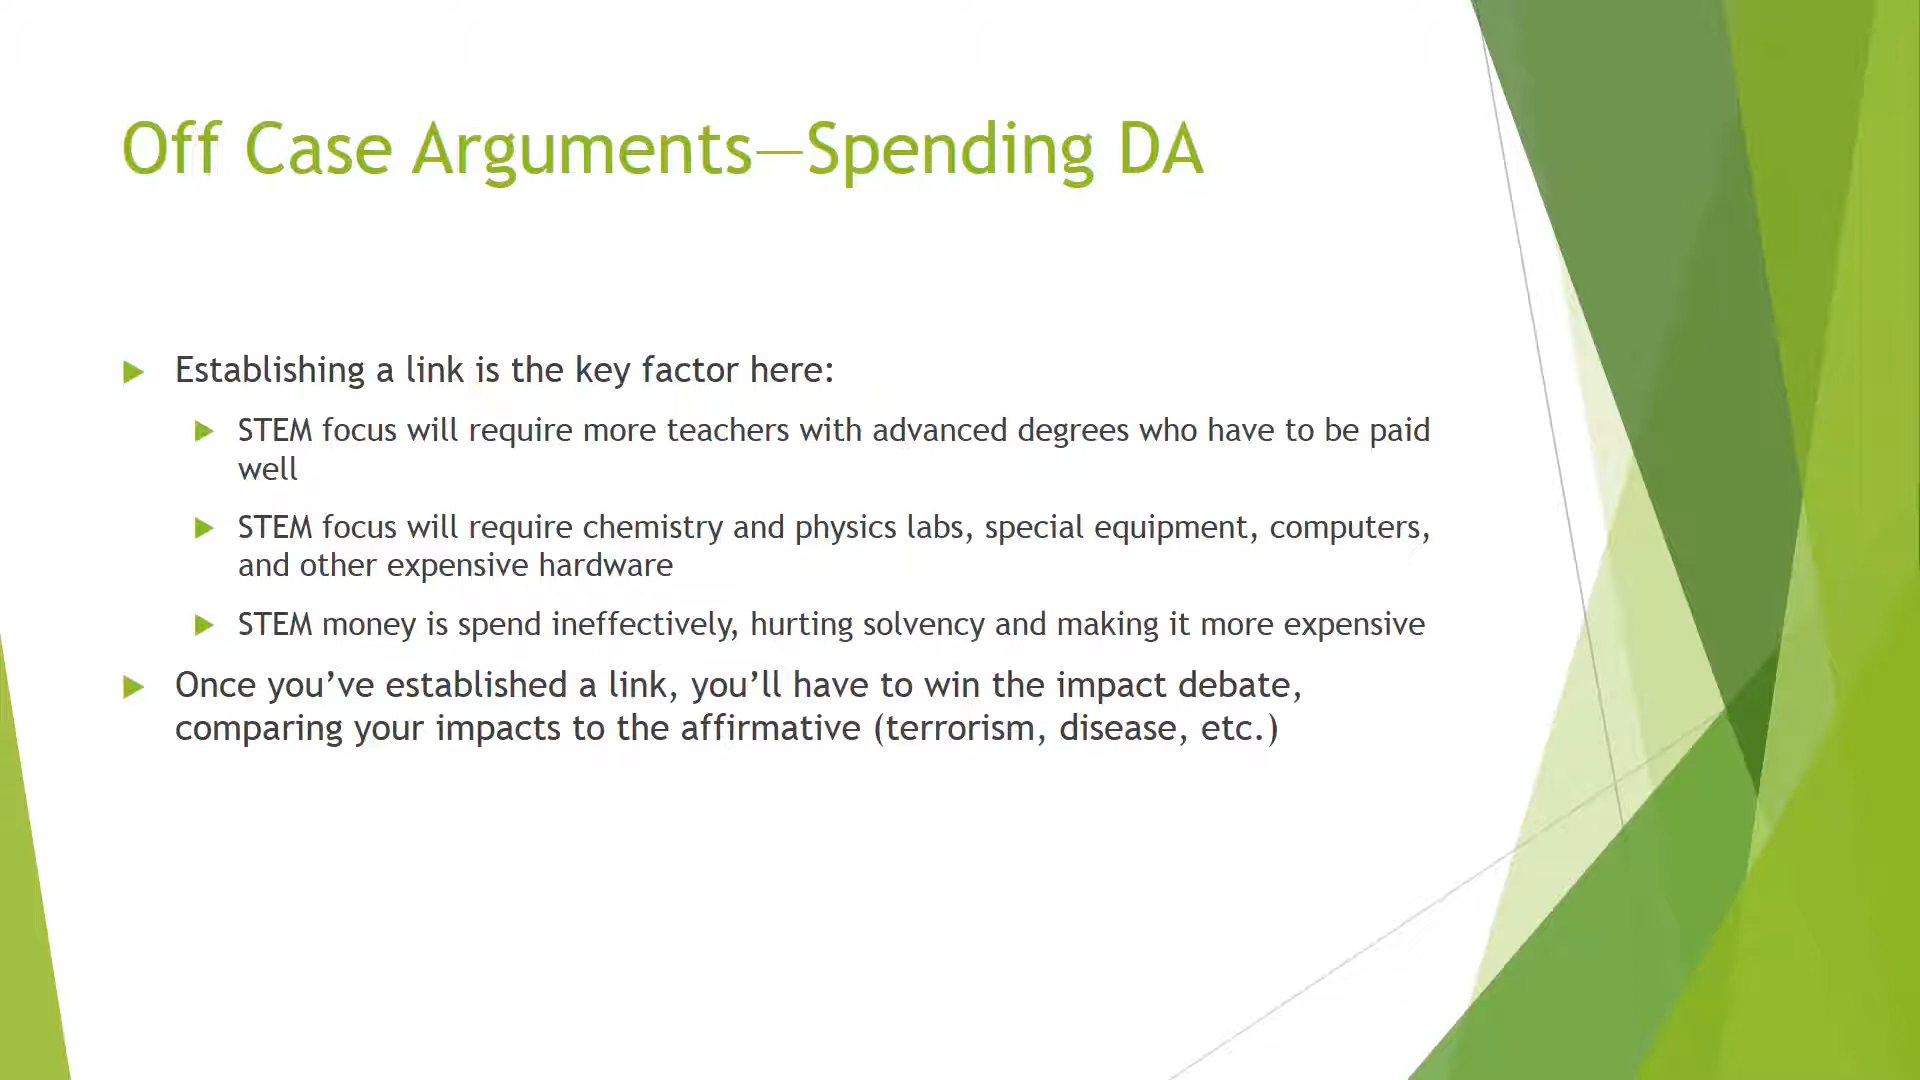 Off Case Arguments—Spending DA
Establishing a link is the key factor here:
STEM focus will require more teachers with advanced degrees who have to be paid
well
STEM focus will require chemistry and physics labs, special equipment, computers,
and other expensive hardware
STEM money is spend ineffectively, hurting solvency and making it more expensive
Once you’ve established a link, you’ll have to win the impact debate,
comparing your impacts to the affirmative (terrorism, disease, etc.)